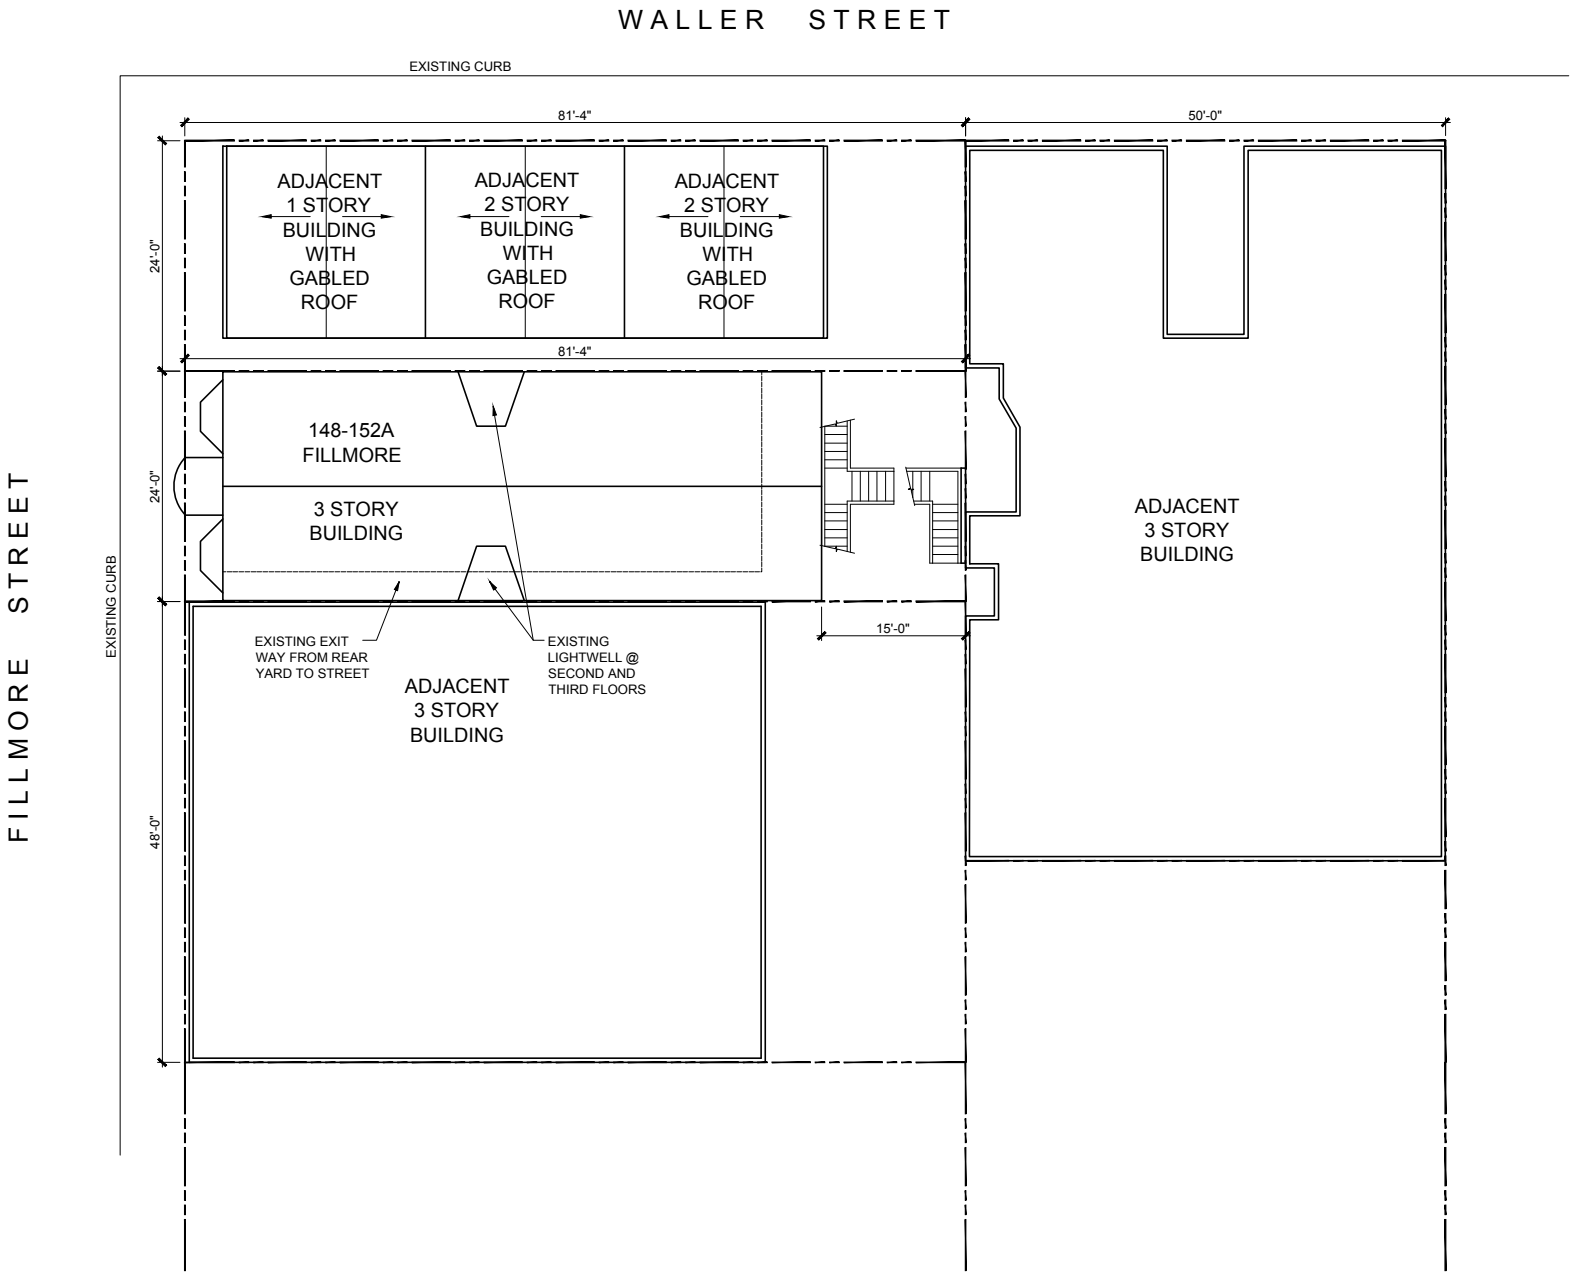 WALLER STREET
EXISTING CURB
81'-4"
50'-0"
ADJACENT
1 STORY
BUILDING
WITH
GABLED
ROOF
ADJACENT
2 STORY
BUILDING
WITH
GABLED
ROOF
ADJACENT
2 STORY
BUILDING
WITH
GABLED
ROOF
24'-0"
81'-4"
148-152A
FILLMORE
3 STORY
BUILDING
24'-0"
ADJACENT
3 STORY
BUILDING
FILLMORE STREET
EXISTING CURB
15'-0"
EXISTING EXIT
WAY FROM REAR
YARD TO STREET
EXISTING
LIGHTWELL @
SECOND AND
THIRD FLOORS
ADJACENT
3 STORY
BUILDING
48'-0"